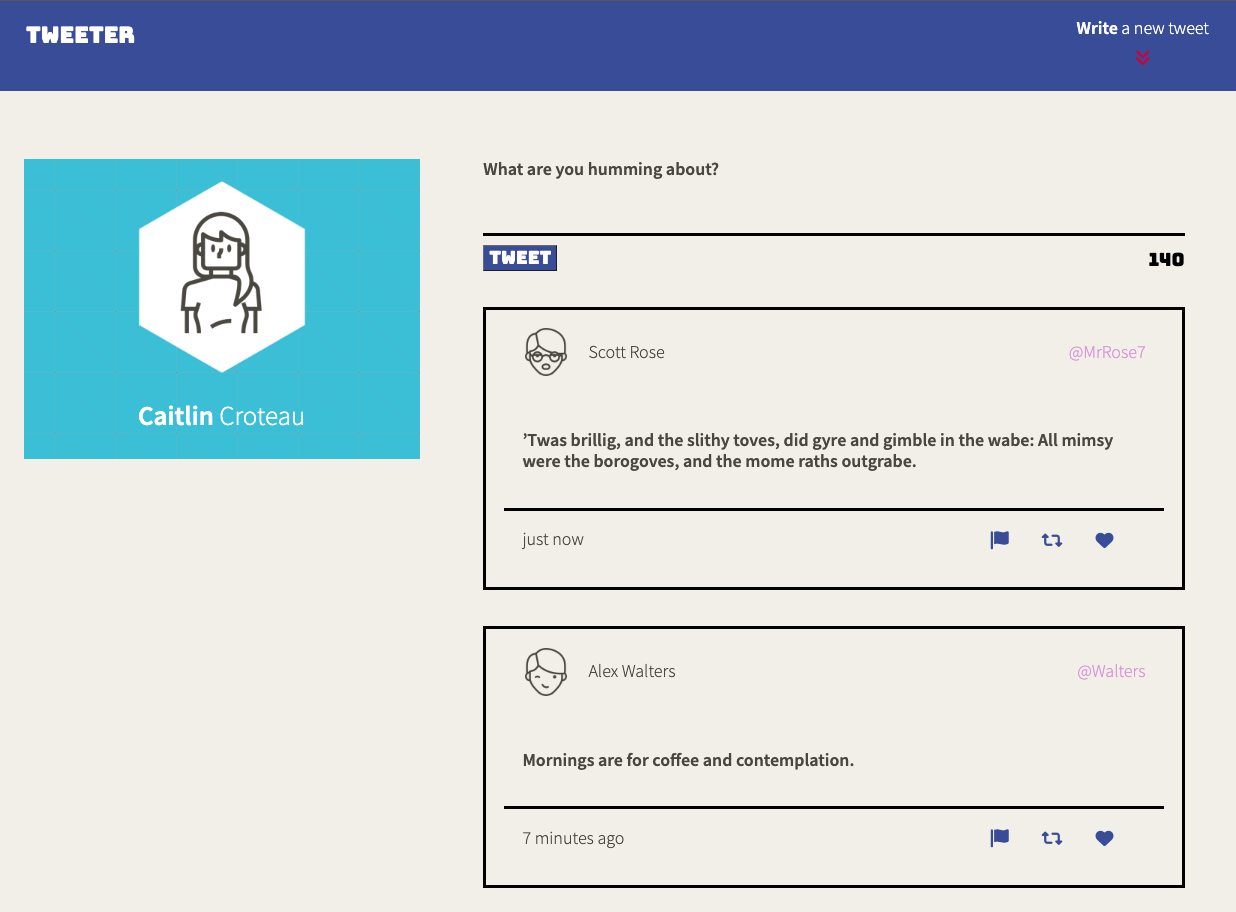 TWEETER
Write a new tweet
Caitlin Croteau
What are you humming about?
TWEET
140
Scott Rose
@MrRose7
’Twas brillig, and the slithy toves, did gyre and gimble in the wabe: All mimsy
were the borogoves, and the mome raths outgrabe.
just now
Alex Walters
@Walters
Mornings are for coffee and contemplation.
7 minutes ago